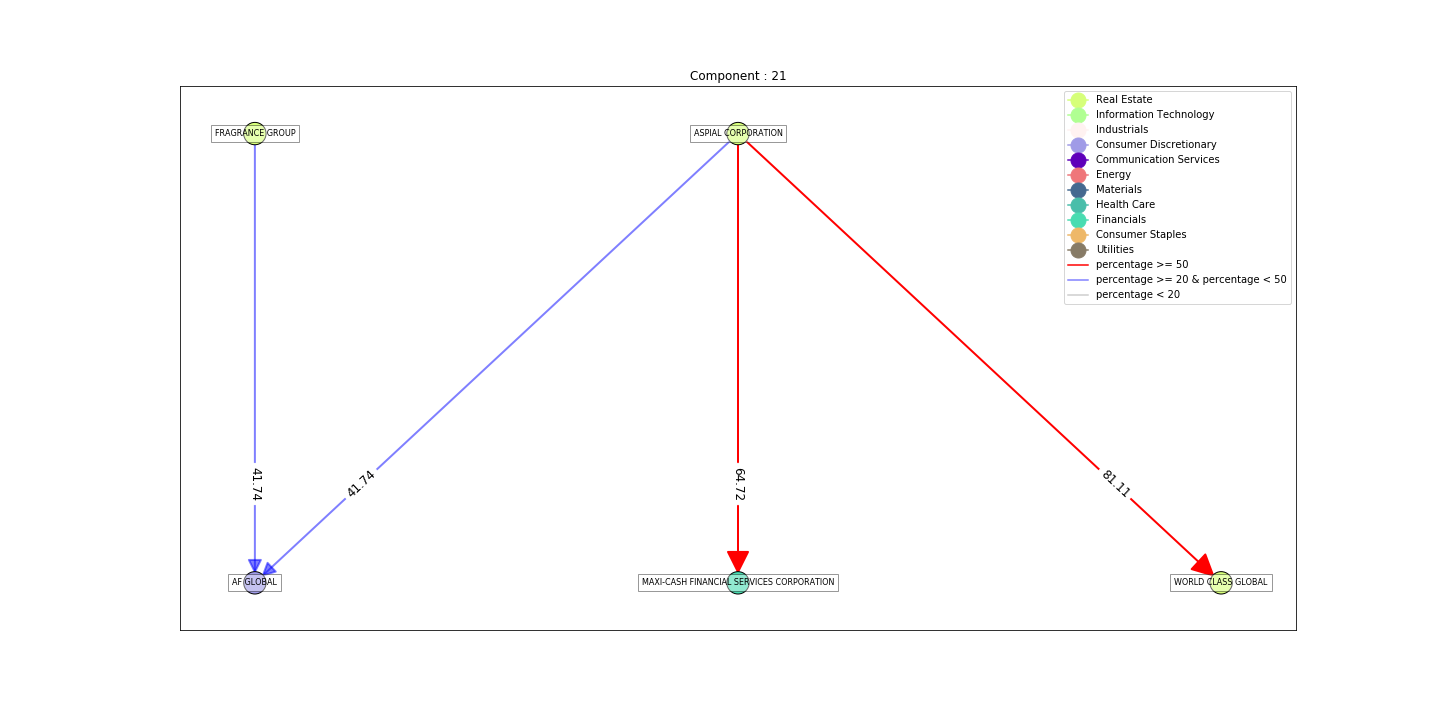 Component : 21
FRAGRANCE GROUP
ASPIAL CORPORATION
Real Estate
Information Technology
Industrials
Consumer Discretionary
Communication Services
Energy
Materials
Health Care
Financials
Consumer Staples
Utilities
percentage >= 50
percentage >= 20 & percentage < 50
percentage < 20
41.74
41.74
64.72
81.11
AF GLOBAL
MAXI-CASH FINANCIAL SERVICES CORPORATION
WORLD CLASS GLOBAL